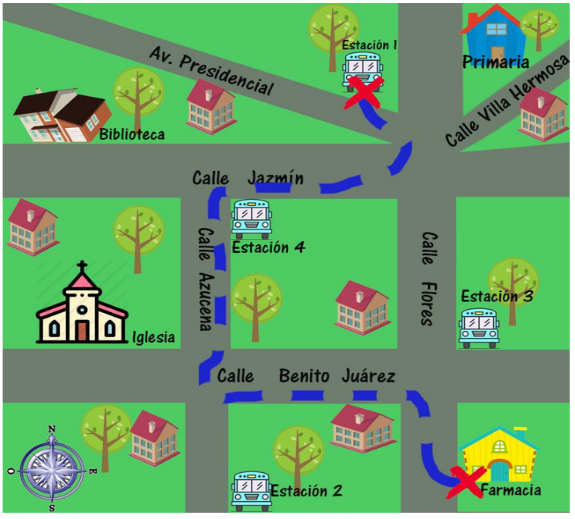 Estación 1
Av. Presidencial
Primaria
Calle Villa Hermosa
Biblioteca
Calle Jazmín
Estación 4
Calle Azucena
Calle Flores
Estación 3
Iglesia
Calle Benito Juárez
N
O
E
S
Estación 2
Farmacia